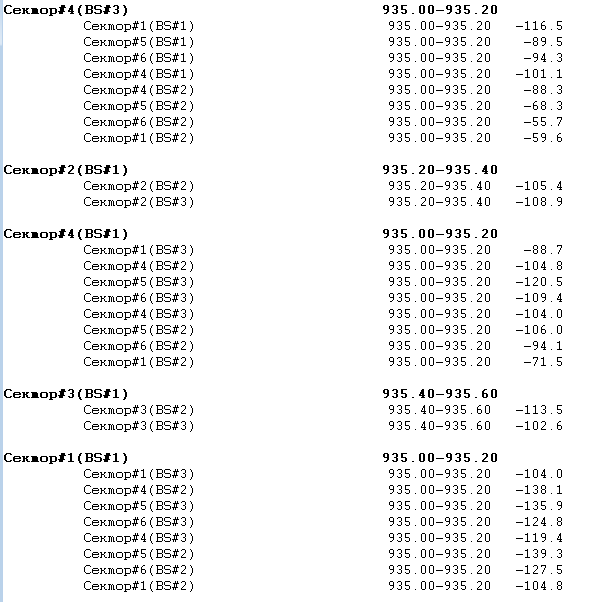 Сектор#4(BS#3) 935.00-935.20
Сектор#1(BS#1) 935.00-935.20 -116.5
Сектор#5(BS#1) 935.00-935.20 -89.5
Сектор#6(BS#1) 935.00-935.20 -94.3
Сектор#4(BS#1) 935.00-935.20 -101.1
Сектор#4(BS#2) 935.00-935.20 -88.3
Сектор#5(BS#2) 935.00-935.20 -68.3
Сектор#6(BS#2) 935.00-935.20 -55.7
Сектор#1(BS#2) 935.00-935.20 -59.6
Сектор#2(BS#1) 935.20-935.40
Сектор#2(BS#2) 935.20-935.40 -105.4
Сектор#2(BS#3) 935.20-935.40 -108.9
Сектор#4(BS#1) 935.00-935.20
Сектор#1(BS#3) 935.00-935.20 -88.7
Сектор#4(BS#2) 935.00-935.20 -104.8
Сектор#5(BS#3) 935.00-935.20 -120.5
Сектор#6(BS#3) 935.00-935.20 -109.4
Сектор#4(BS#3) 935.00-935.20 -104.0
Сектор#5(BS#2) 935.00-935.20 -106.0
Сектор#6(BS#2) 935.00-935.20 -94.1
Сектор#1(BS#2) 935.00-935.20 -71.5
Сектор#3(BS#1) 935.40-935.60
Сектор#3(BS#2) 935.40-935.60 -113.5
Сектор#3(BS#3) 935.40-935.60 -102.6
Сектор#1(BS#1) 935.00-935.20
Сектор#1(BS#3) 935.00-935.20 -104.0
Сектор#4(BS#2) 935.00-935.20 -138.1
Сектор#5(BS#3) 935.00-935.20 -135.9
Сектор#6(BS#3) 935.00-935.20 -124.8
Сектор#4(BS#3) 935.00-935.20 -119.4
Сектор#5(BS#2) 935.00-935.20 -139.3
Сектор#6(BS#2) 935.00-935.20 -127.5
Сектор#1(BS#2) 935.00-935.20 -104.8